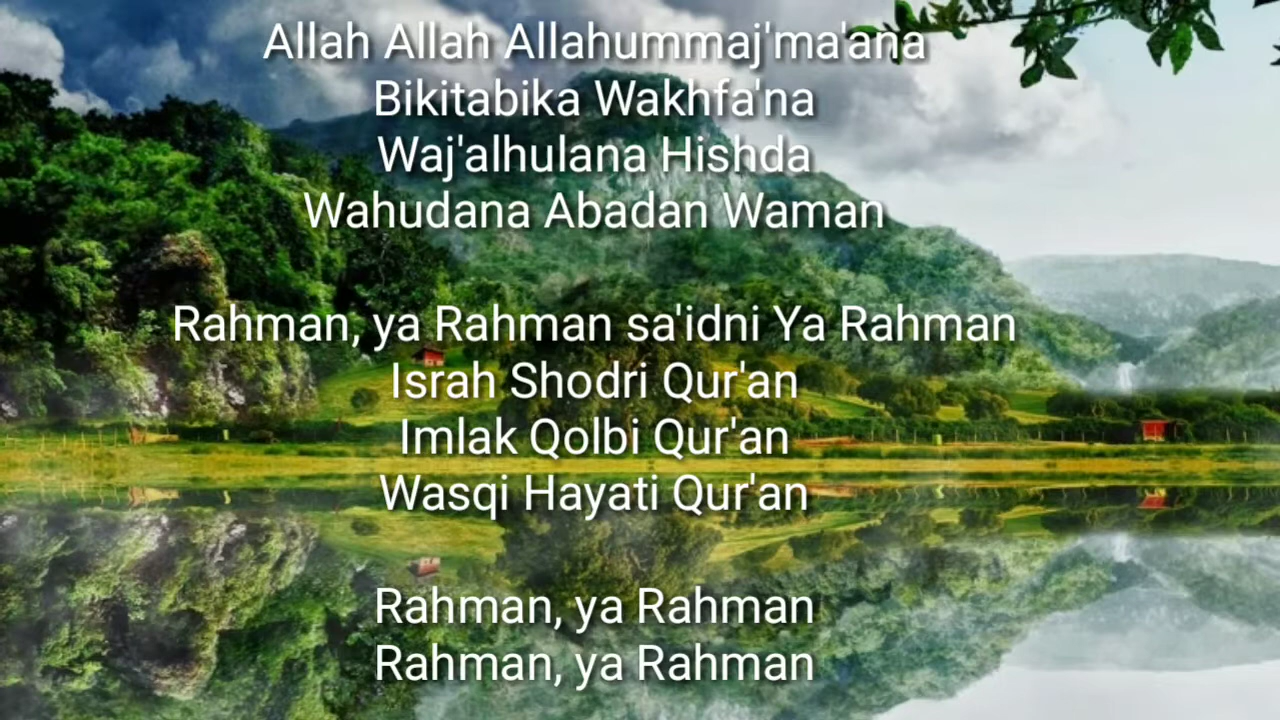 Allah Allah Allahummaj'ma'ana
Bikitabika Wakhfa'na
Waj'alhulana Hishda
Wahudana Abadan Waman
Rahman, ya Rahman sa'idni Ya Rahman
Israh Shodri Qur'an
Imlak Qolbi Qur'an
Wasqi Hayati Qur'an
Rahman, ya Rahman
Rahman, ya Rahman